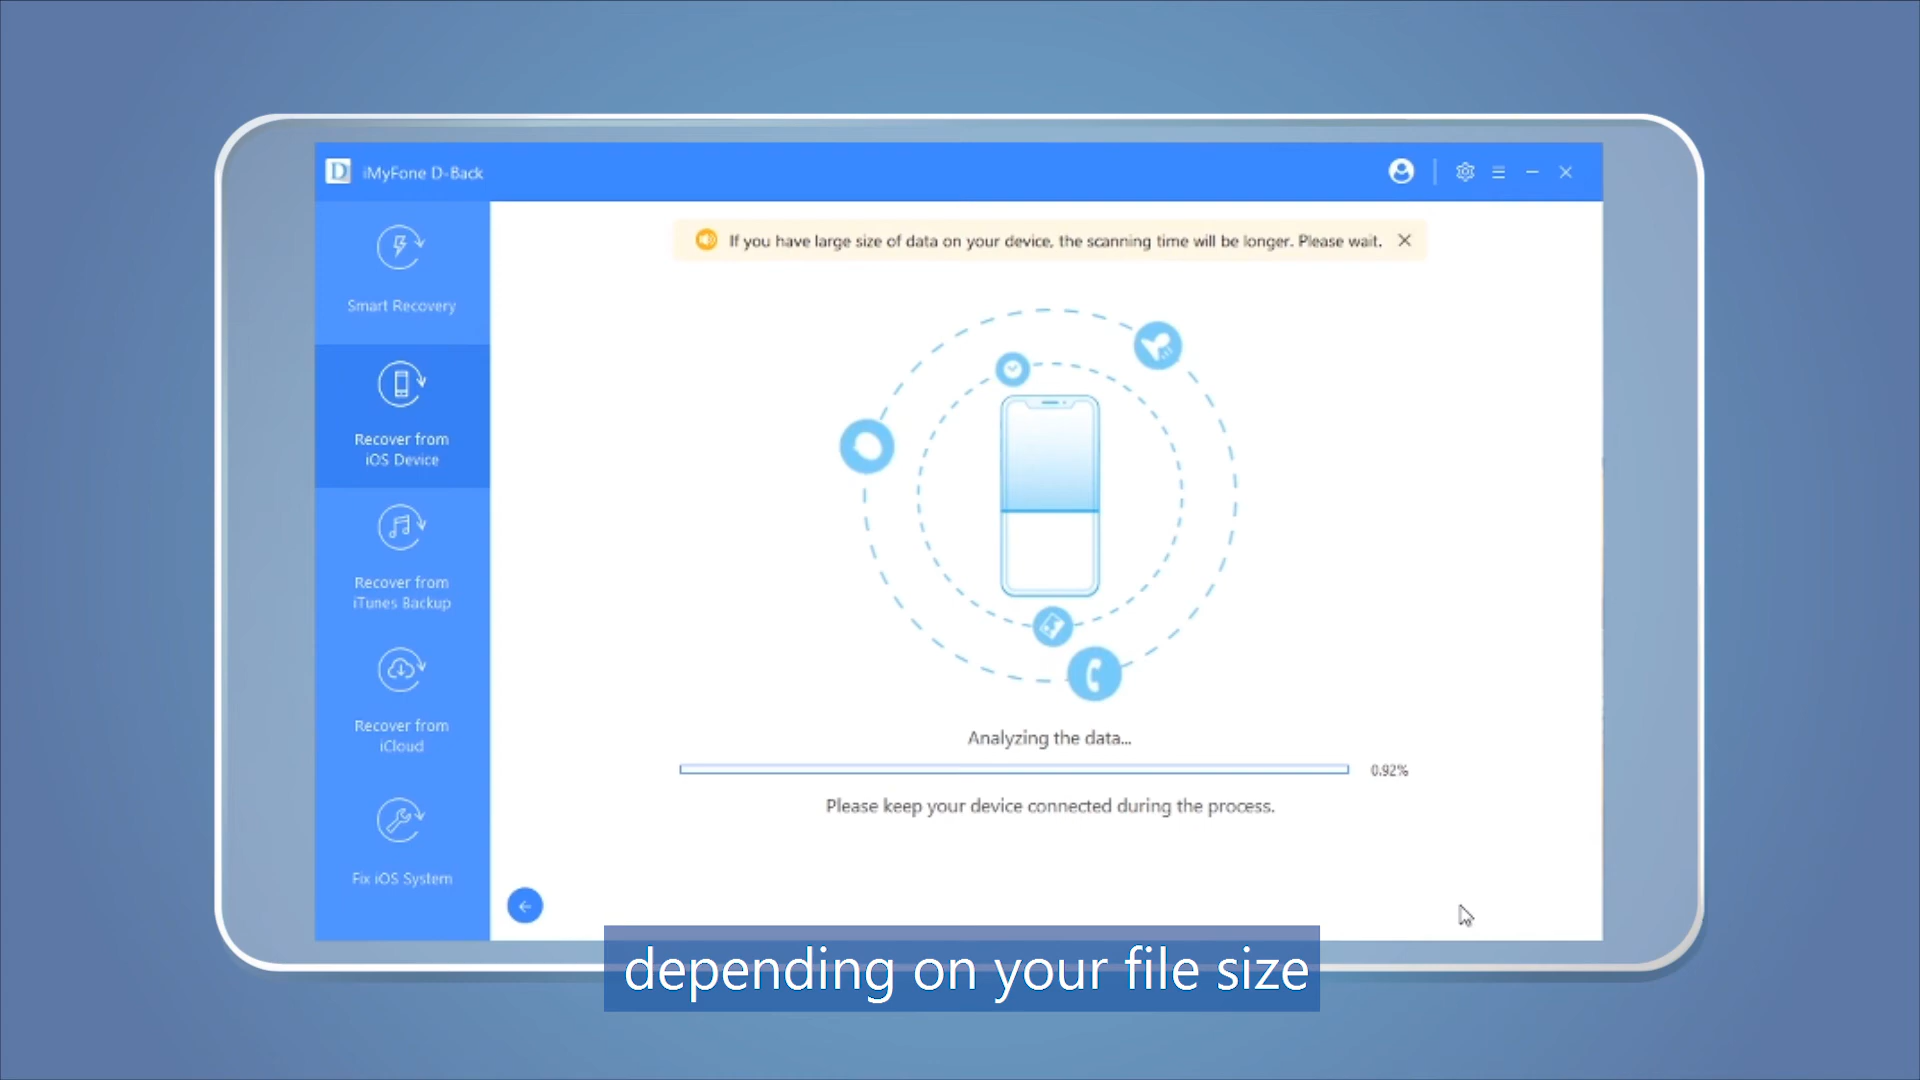 D iMyFone D-Back
If you have large size of data on your device, the scanning time will be longer. Please wait.
Smart Recovery
Recover from
iOS Device
Recover from
iTunes Backup
Recover from
iCloud
Fix iOS System
Analyzing the data...
0.92%
Please keep your device connected during the process.
depending on your file size